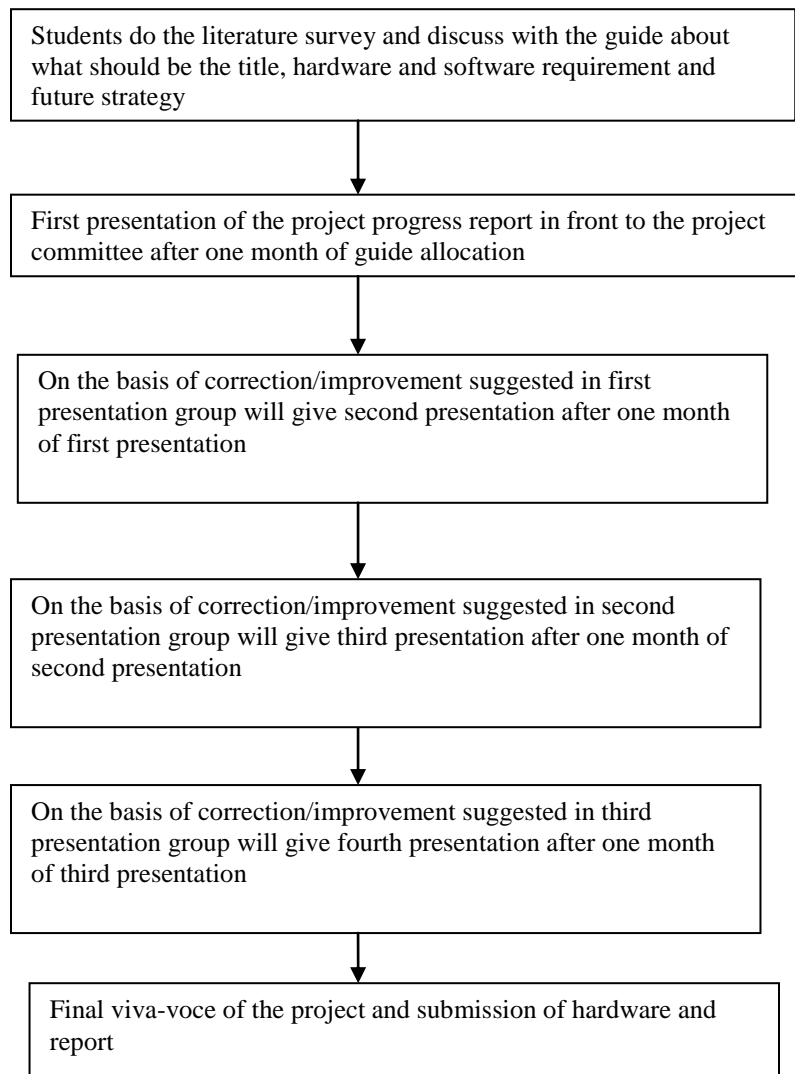 Students do the literature survey and discuss with the guide about
what should be the title, hardware and software requirement and
future strategy
First presentation of the project progress report in front to the project
committee after one month of guide allocation
On the basis of correction/improvement suggested in first
presentation group will give second presentation after one month
of first presentation
On the basis of correction/improvement suggested in second
presentation group will give third presentation after one month of
second presentation
On the basis of correction/improvement suggested in third
presentation group will give fourth presentation after one month
of third presentation
Final viva-voce of the project and submission of hardware and
report